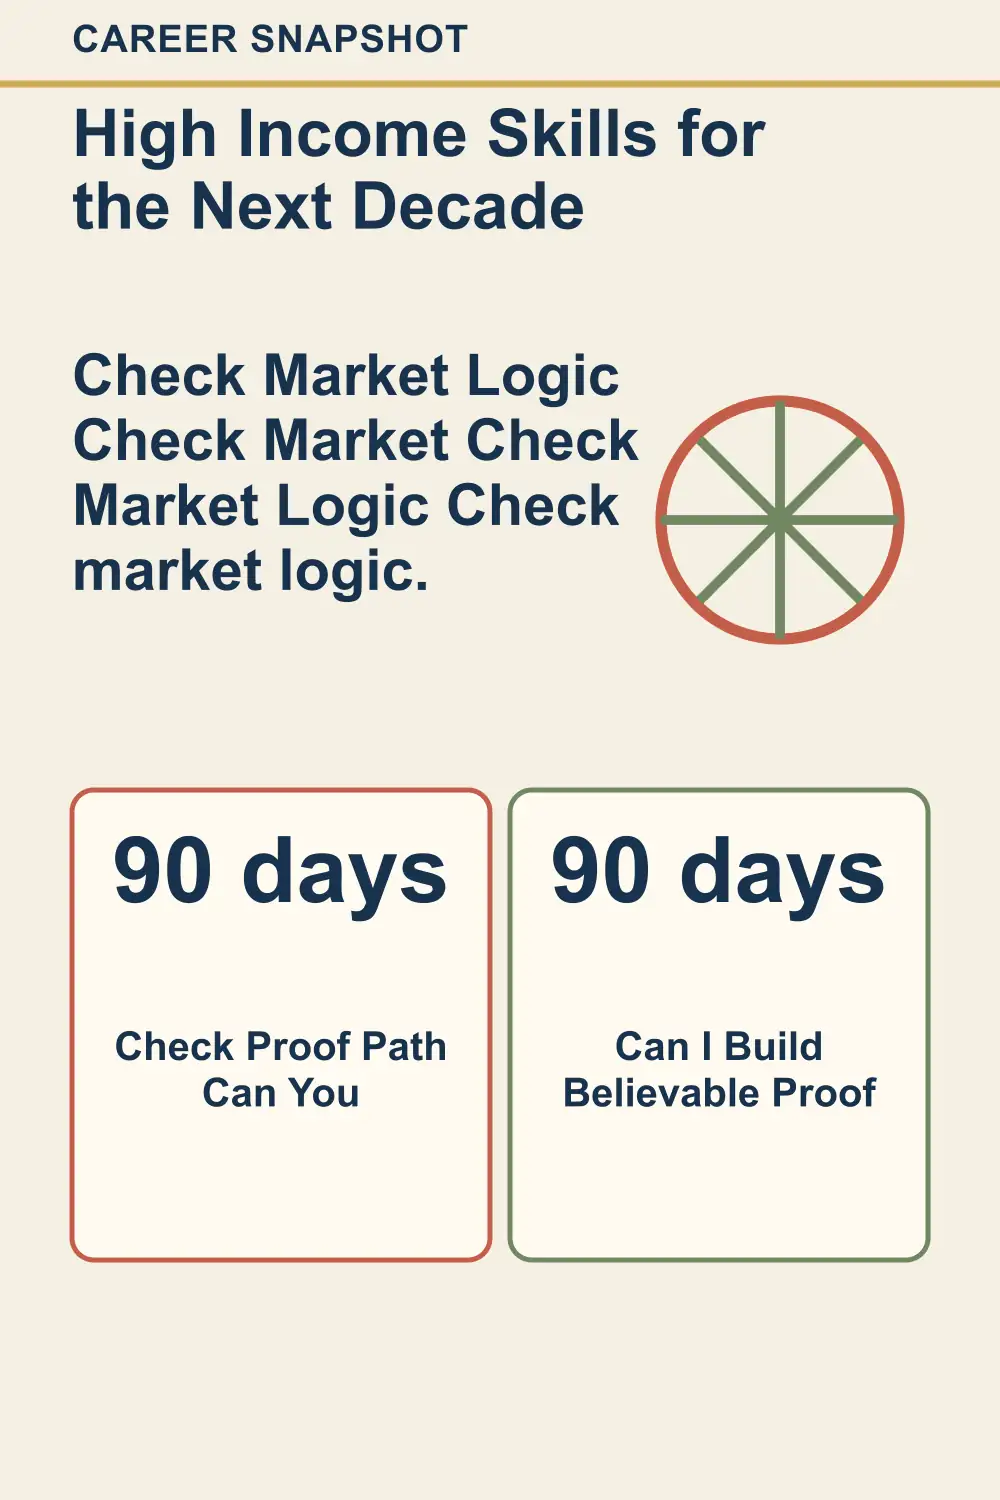 CAREER SNAPSHOT
High Income Skills for
the Next Decade
Check Market Logic
Check Market Check
Market Logic Check
market logic.
90 days
Check Proof Path
Can You
90 days
Can I Build
Believable Proof